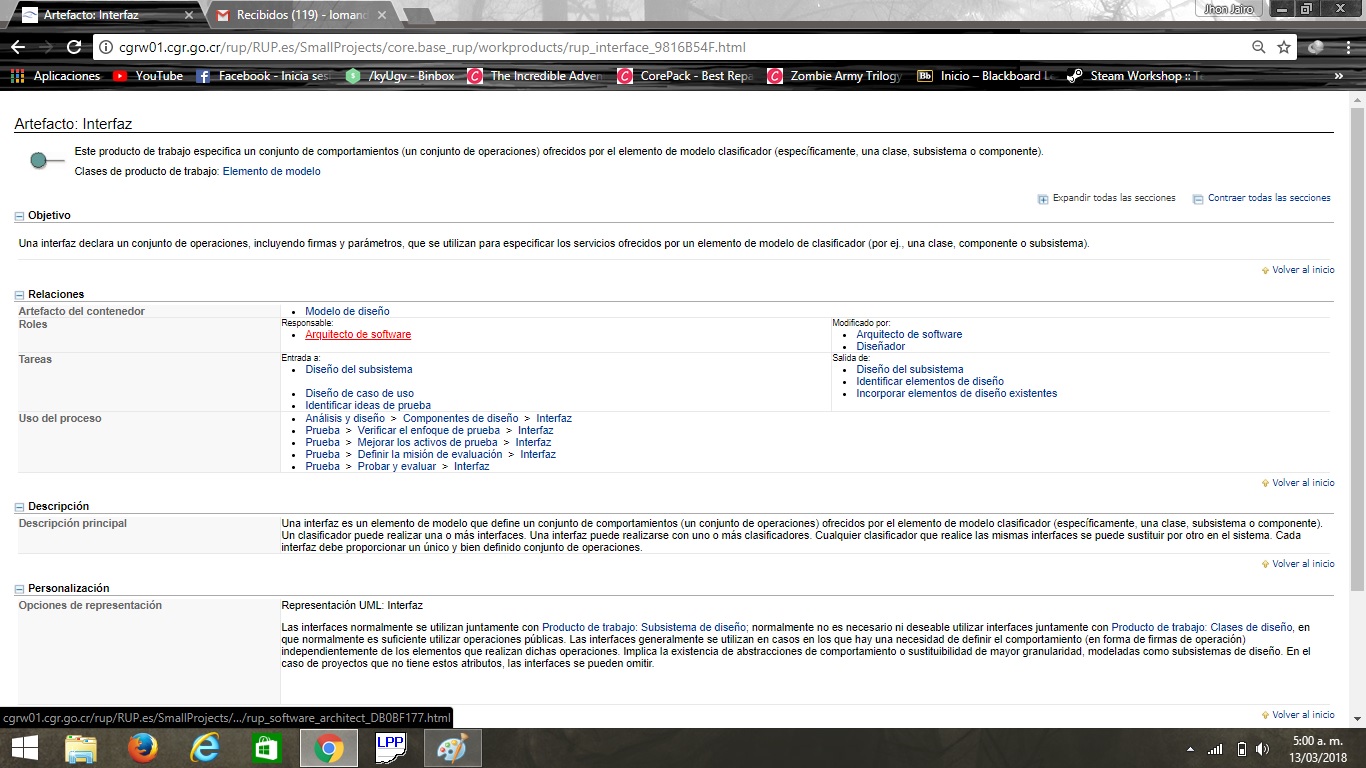 Artefacto: Interfaz
Recibidos (119) - lomand
Jhon Jairo
cgrw01.cgr.go.cr/rup/RUP.es/SmallProjects/core.base_rup/workproducts/rup_interface_9816B54F.html
Aplicaciones
YouTube
Facebook - Inicia ses
/kyUgv - Binbox
The Incredible Adven
CorePack - Best Repa
Zombie Army Trilogy
Bb Inicio – Blackboard Le
Steam Workshop :: Te
»
Artefacto: Interfaz
Este producto de trabajo especifica un conjunto de comportamientos (un conjunto de operaciones) ofrecidos por el elemento de modelo clasificador (específicamente, una clase, subsistema o componente).
Clases de producto de trabajo: Elemento de modelo
Expandir todas las secciones Contraer todas las secciones
Objetivo
Una interfaz declara un conjunto de operaciones, incluyendo firmas y parámetros, que se utilizan para especificar los servicios ofrecidos por un elemento de modelo de clasificador (por ej., una clase, componente o subsistema).
Volver al inicio
Relaciones
Artefacto del contenedor
• Modelo de diseño
Roles
Responsable:
• Arquitecto de software
Modificado por:
• Arquitecto de software
• Diseñador
Tareas
Entrada a:
• Diseño del subsistema
• Diseño de caso de uso
• Identificar ideas de prueba
Salida de:
• Diseño del subsistema
• Identificar elementos de diseño
• Incorporar elementos de diseño existentes
Uso del proceso
• Análisis y diseño > Componentes de diseño > Interfaz
• Prueba > Verificar el enfoque de prueba > Interfaz
• Prueba > Mejorar los activos de prueba > Interfaz
• Prueba > Definir la misión de evaluación > Interfaz
• Prueba > Probar y evaluar > Interfaz
Volver al inicio
Descripción
Descripción principal
Una interfaz es un elemento de modelo que define un conjunto de comportamientos (un conjunto de operaciones) ofrecidos por el elemento de modelo clasificador (específicamente, una clase, subsistema o componente).
Un clasificador puede realizar una o más interfaces. Una interfaz puede realizarse con uno o más clasificadores. Cualquier clasificador que realice las mismas interfaces se puede sustituir por otro en el sistema. Cada
interfaz debe proporcionar un único y bien definido conjunto de operaciones.
Volver al inicio
Personalización
Opciones de representación
Representación UML: Interfaz
Las interfaces normalmente se utilizan juntamente con Producto de trabajo: Subsistema de diseño; normalmente no es necesario ni deseable utilizar interfaces juntamente con Producto de trabajo: Clases de diseño, en
que normalmente es suficiente utilizar operaciones públicas. Las interfaces generalmente se utilizan en casos en los que hay una necesidad de definir el comportamiento (en forma de firmas de operación)
independientemente de los elementos que realizan dichas operaciones. Implica la existencia de abstracciones de comportamiento o sustituibilidad de mayor granularidad, modeladas como subsistemas de diseño. En el
caso de proyectos que no tiene estos atributos, las interfaces se pueden omitir.
Volver al inicio
cgrw01.cgr.go.cr/rup/RUP.es/SmallProjects/.../rup_software_architect_DB0BF177.html
LPP
5:00 a. m.
13/03/2018